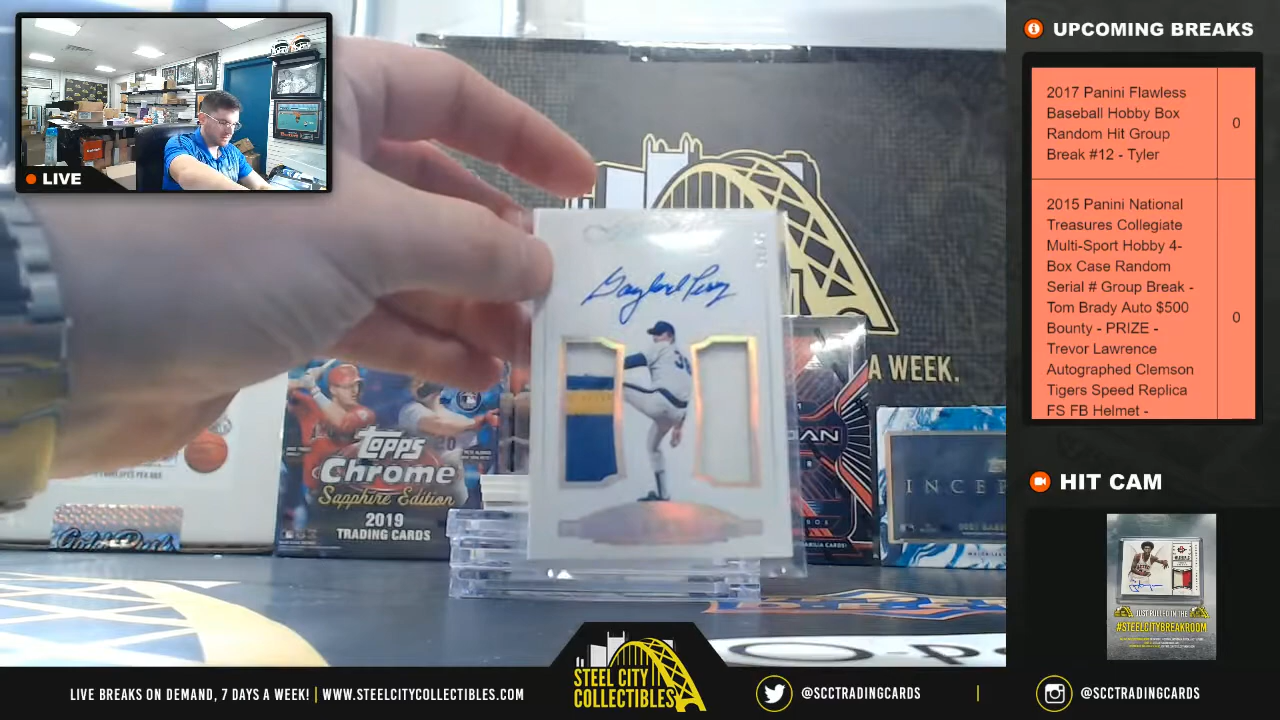 LIVE
UPCOMING BREAKS
2017 Panini Flawless
Baseball Hobby Box
Random Hit Group
Break #12 - Tyler
0
2015 Panini National
Treasures Collegiate
Multi-Sport Hobby 4-
Box Case Random
Serial # Group Break -
Tom Brady Auto $500
Bounty - PRIZE -
Trevor Lawrence
Autographed Clemson
Tigers Speed Replica
FS FB Helmet -
0
Gaylord Perry
A WEEK.
Topps
Chrome
Sapphire Edition
2019
TRADING CARDS
HIT CAM
#STEELCITYBREAKROOM
STEEL CITY
COLLECTIBLES
LIVE BREAKS ON DEMAND, 7 DAYS A WEEK! | WWW.STEELCITYCOLLECTIBLES.COM
@SCCTRADINGCARDS
|
@SCCTRADINGCARDS